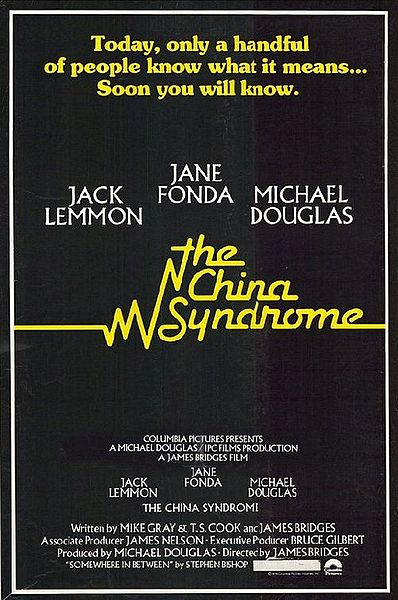 Today, only a handful
of people know what it means...
Soon you will know.
JACK LEMMON
JANE FONDA
MICHAEL DOUGLAS
the
China
Syndrome
COLUMBIA PICTURES PRESENTS
A MICHAEL DOUGLAS/IPC FILMS PRODUCTION
A JAMES BRIDGES FILM
JACK LEMMON
JANE FONDA
MICHAEL DOUGLAS
THE CHINA SYNDROME
Written by MIKE GRAY & T.S. COOK and JAMES BRIDGES
Associate Producer JAMES NELSON · Executive Producer BRUCE GILBERT
Produced by MICHAEL DOUGLAS · Directed by JAMES BRIDGES
"SOMEWHERE IN BETWEEN" by STEPHEN BISHOP
Columbia
Pictures